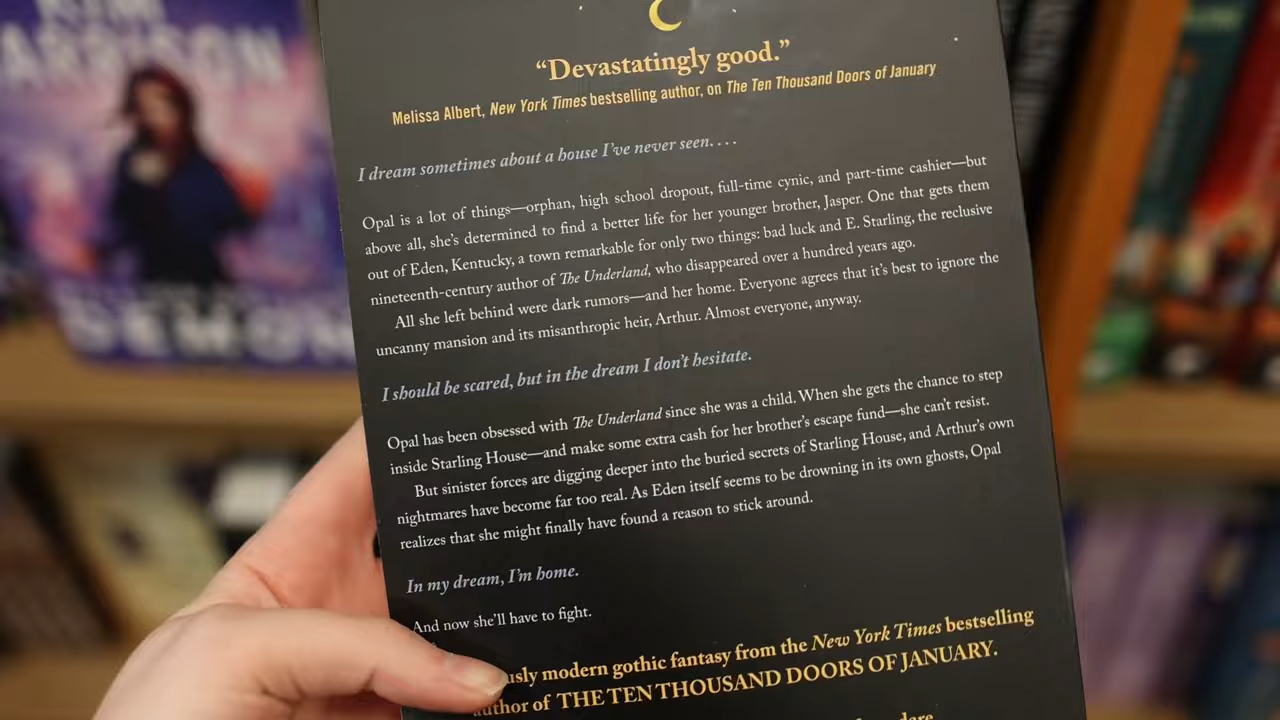 KIM
HARRISON
DEMON
“Devastatingly good.”
Melissa Albert, New York Times bestselling author, on The Ten Thousand Doors of January
I dream sometimes about a house I’ve never seen. . . .
Opal is a lot of things—orphan, high school dropout, full-time cynic, and part-time cashier—but
above all, she’s determined to find a better life for her younger brother, Jasper. One that gets them
out of Eden, Kentucky, a town remarkable for only two things: bad luck and E. Starling, the reclusive
nineteenth-century author of The Underland, who disappeared over a hundred years ago.
All she left behind were dark rumors—and her home. Everyone agrees that it’s best to ignore the
uncanny mansion and its misanthropic heir, Arthur. Almost everyone, anyway.
I should be scared, but in the dream I don’t hesitate.
Opal has been obsessed with The Underland since she was a child. When she gets the chance to step
inside Starling House—and make some extra cash for her brother’s escape fund—she can’t resist.
But sinister forces are digging deeper into the buried secrets of Starling House, and Arthur’s own
nightmares have become far too real. As Eden itself seems to be drowning in its own ghosts, Opal
realizes that she might finally have found a reason to stick around.
In my dream, I’m home.
And now she’ll have to fight.
modern gothic fantasy from the New York Times bestselling
author of THE TEN THOUSAND DOORS OF JANUARY.